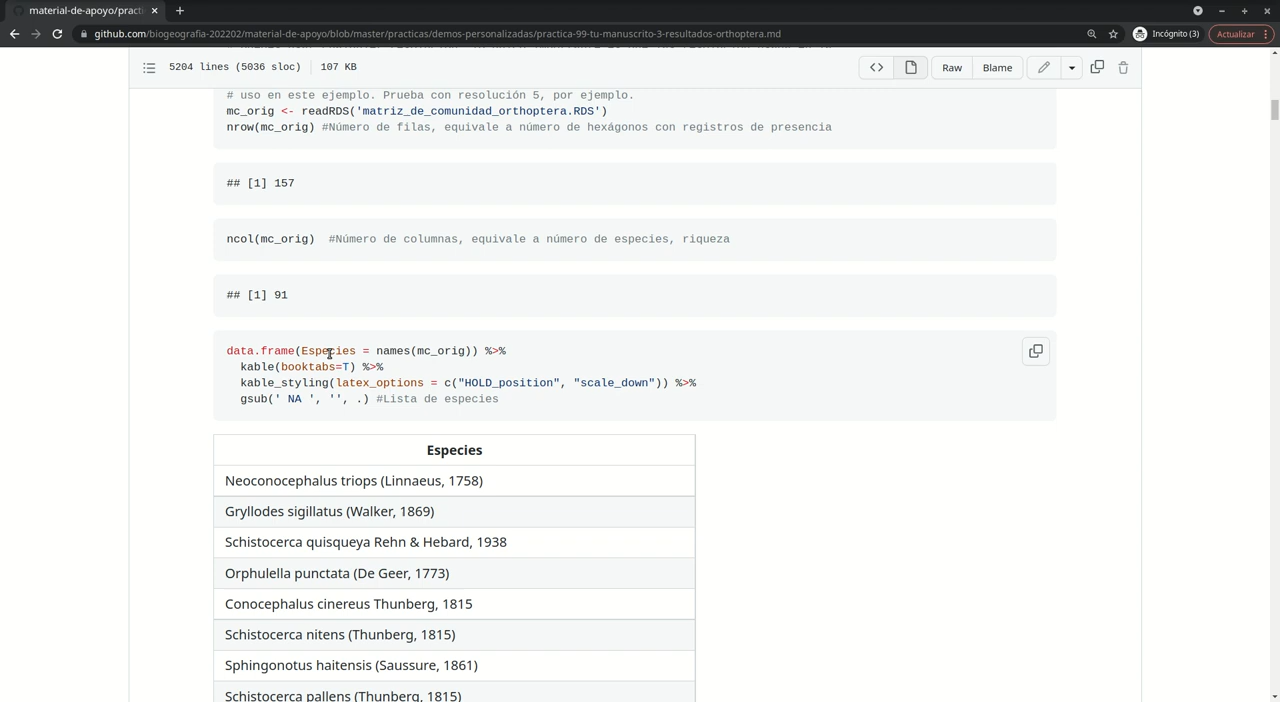 material-de-apoyo/practi
github.com/biogeografia-202202/material-de-apoyo/blob/master/practicas/demos-personalizadas/practica-99-tu-manuscrito-3-resultados-orthoptera.md
Incógnito (3)
Actualizar
5204 lines (5036 sloc) 107 KB
Raw
Blame
# uso en este ejemplo. Prueba con resolución 5, por ejemplo.
mc_orig <- readRDS('matriz_de_comunidad_orthoptera.RDS')
nrow(mc_orig) #Número de filas, equivale a número de hexágonos con registros de presencia
## [1] 157
ncol(mc_orig)  #Número de columnas, equivale a número de especies, riqueza
## [1] 91
data.frame(Especies = names(mc_orig)) %>%
  kable(booktabs=T) %>%
  kable_styling(latex_options = c("HOLD_position", "scale_down")) %>%
  gsub(' NA ', '', .) #Lista de especies
Especies
Neoconocephalus triops (Linnaeus, 1758)
Gryllodes sigillatus (Walker, 1869)
Schistocerca quisqueya Rehn & Hebard, 1938
Orphulella punctata (De Geer, 1773)
Conocephalus cinereus Thunberg, 1815
Schistocerca nitens (Thunberg, 1815)
Sphingonotus haitensis (Saussure, 1861)
Schistocerca pallens (Thunberg, 1815)